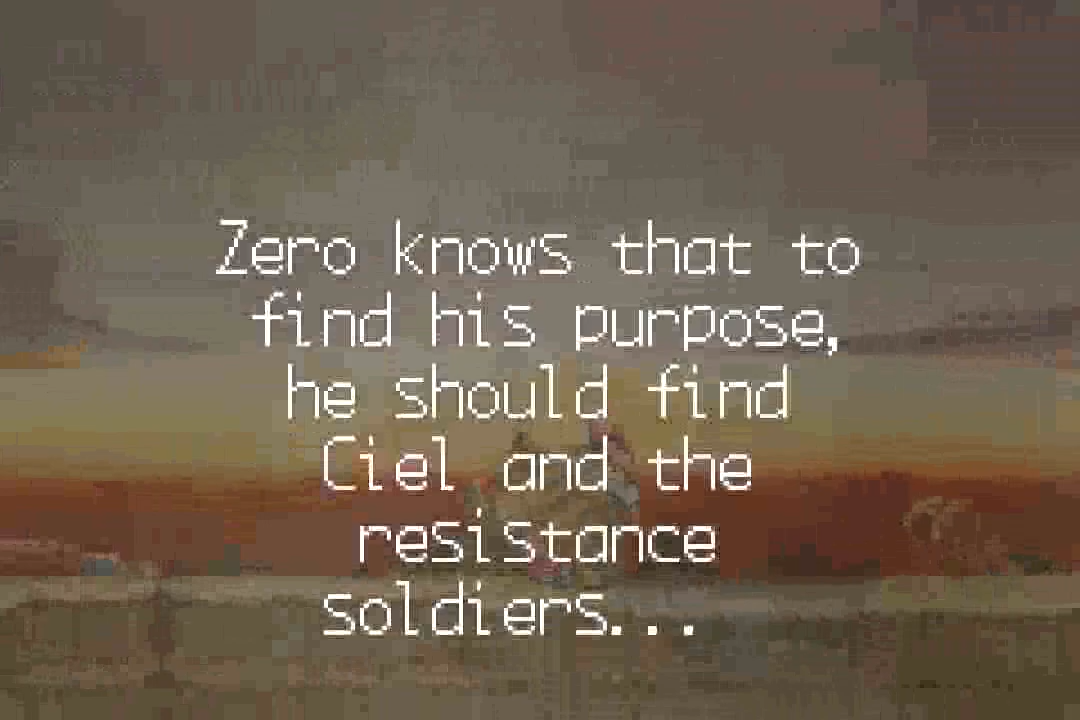 Zero knows that to
find his purpose,
he should find
Ciel and the
resistance
soldiers...